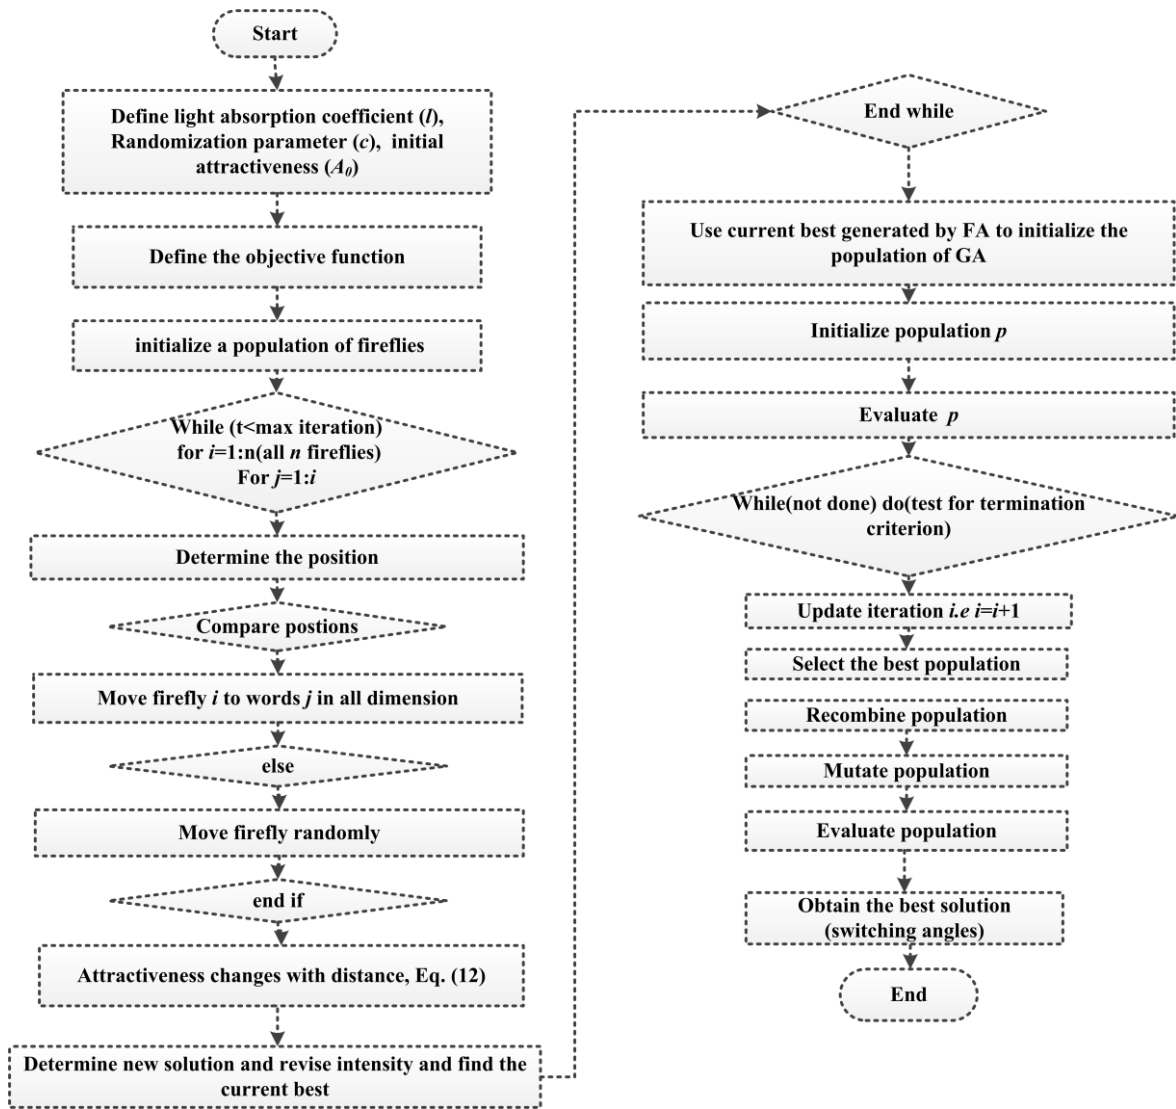 Start
Define light absorption coefficient (l),
Randomization parameter (c), initial
attractiveness (A0)
Define the objective function
initialize a population of fireflies
While (t<max iteration)
for i=1:n(all n fireflies)
For j=1:i
Determine the position
Compare postions
Move firefly i to words j in all dimension
else
Move firefly randomly
end if
Attractiveness changes with distance, Eq. (12)
Determine new solution and revise intensity and find the
current best
End while
Use current best generated by FA to initialize the
population of GA
Initialize population p
Evaluate p
While(not done) do(test for termination
criterion)
Update iteration i.e i=i+1
Select the best population
Recombine population
Mutate population
Evaluate population
Obtain the best solution
(switching angles)
End